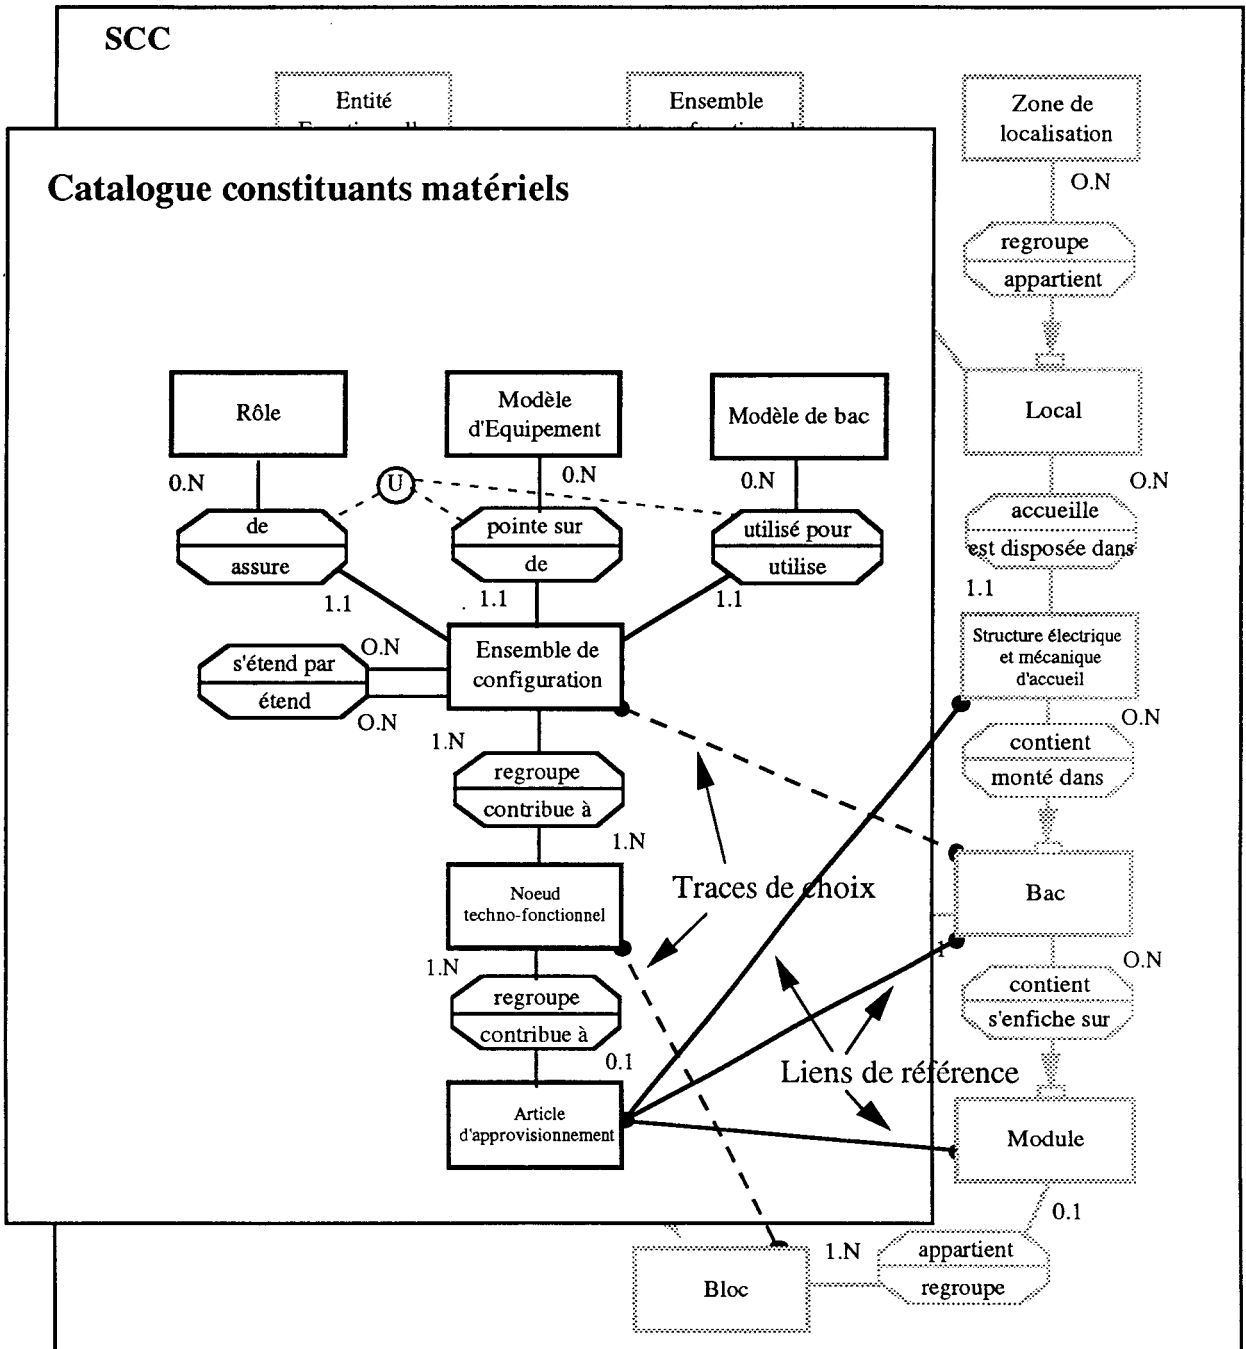 SCC
Entité
Ensemble
Zone de
localisation
Catalogue constituants matériels
O.N
regroupe
appartient
Rôle
Modèle
d'Equipement
Modèle de bac
Local
0.N
0.N
0.N
O.N
U
de
assure
pointe sur
de
utilisé pour
utilise
accueille
est disposée dans
1.1
1.1
1.1
1.1
s'étend par
étend
O.N
O.N
Ensemble de
configuration
Structure électrique
et mécanique
d'accueil
O.N
1.N
regroupe
contribue à
contient
monté dans
1.N
Noeud
techno-fonctionnel
Traces de choix
Bac
1
1.N
O.N
regroupe
contribue à
contient
s'enfiche sur
0.1
Liens de référence
Article
d'approvisionnement
Module
0.1
1.N
appartient
regroupe
Bloc